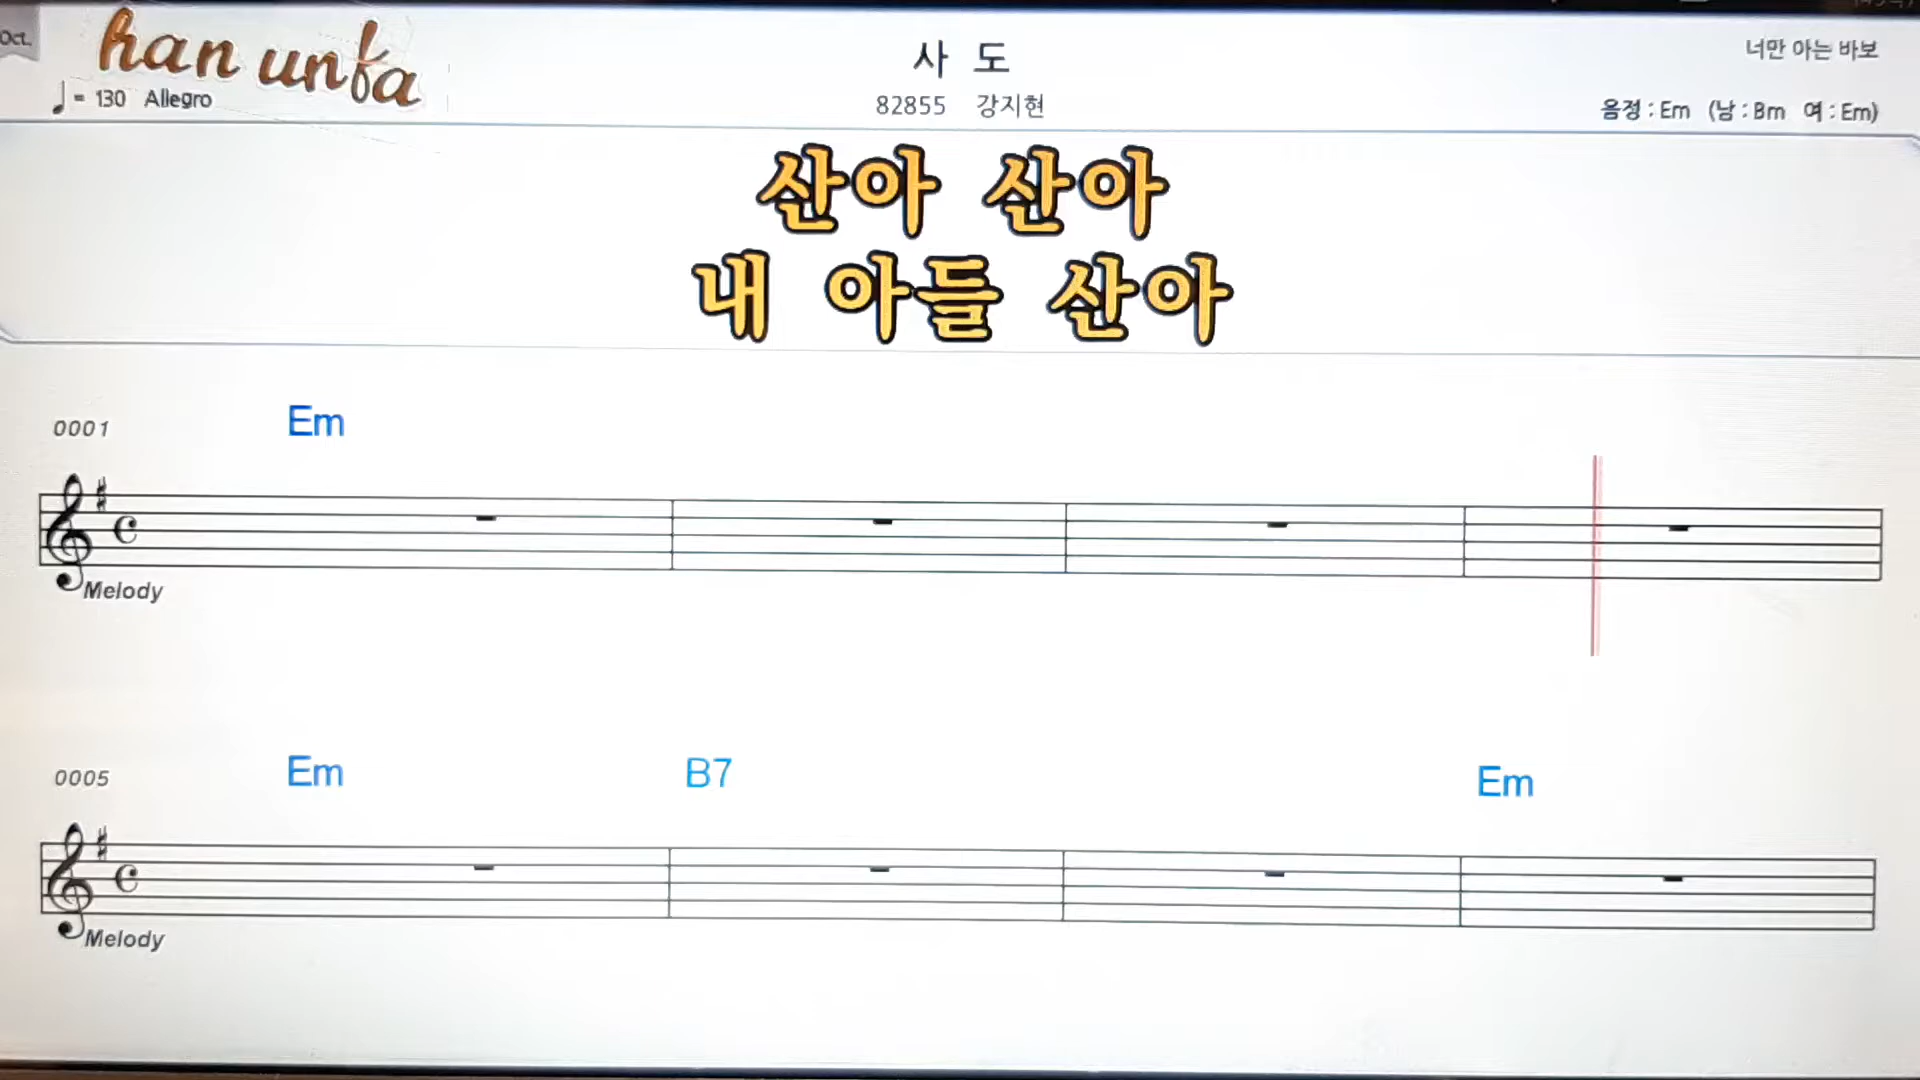 Oct.
han unfa
♩= 130 Allegro
사 도
82855 강지현
너만 아는 바보
음정 : Em (남 : Bm 여 : Em)
산아 산아
내 아들 산아
0001 Em
Melody
0005 Em B7 Em
Melody